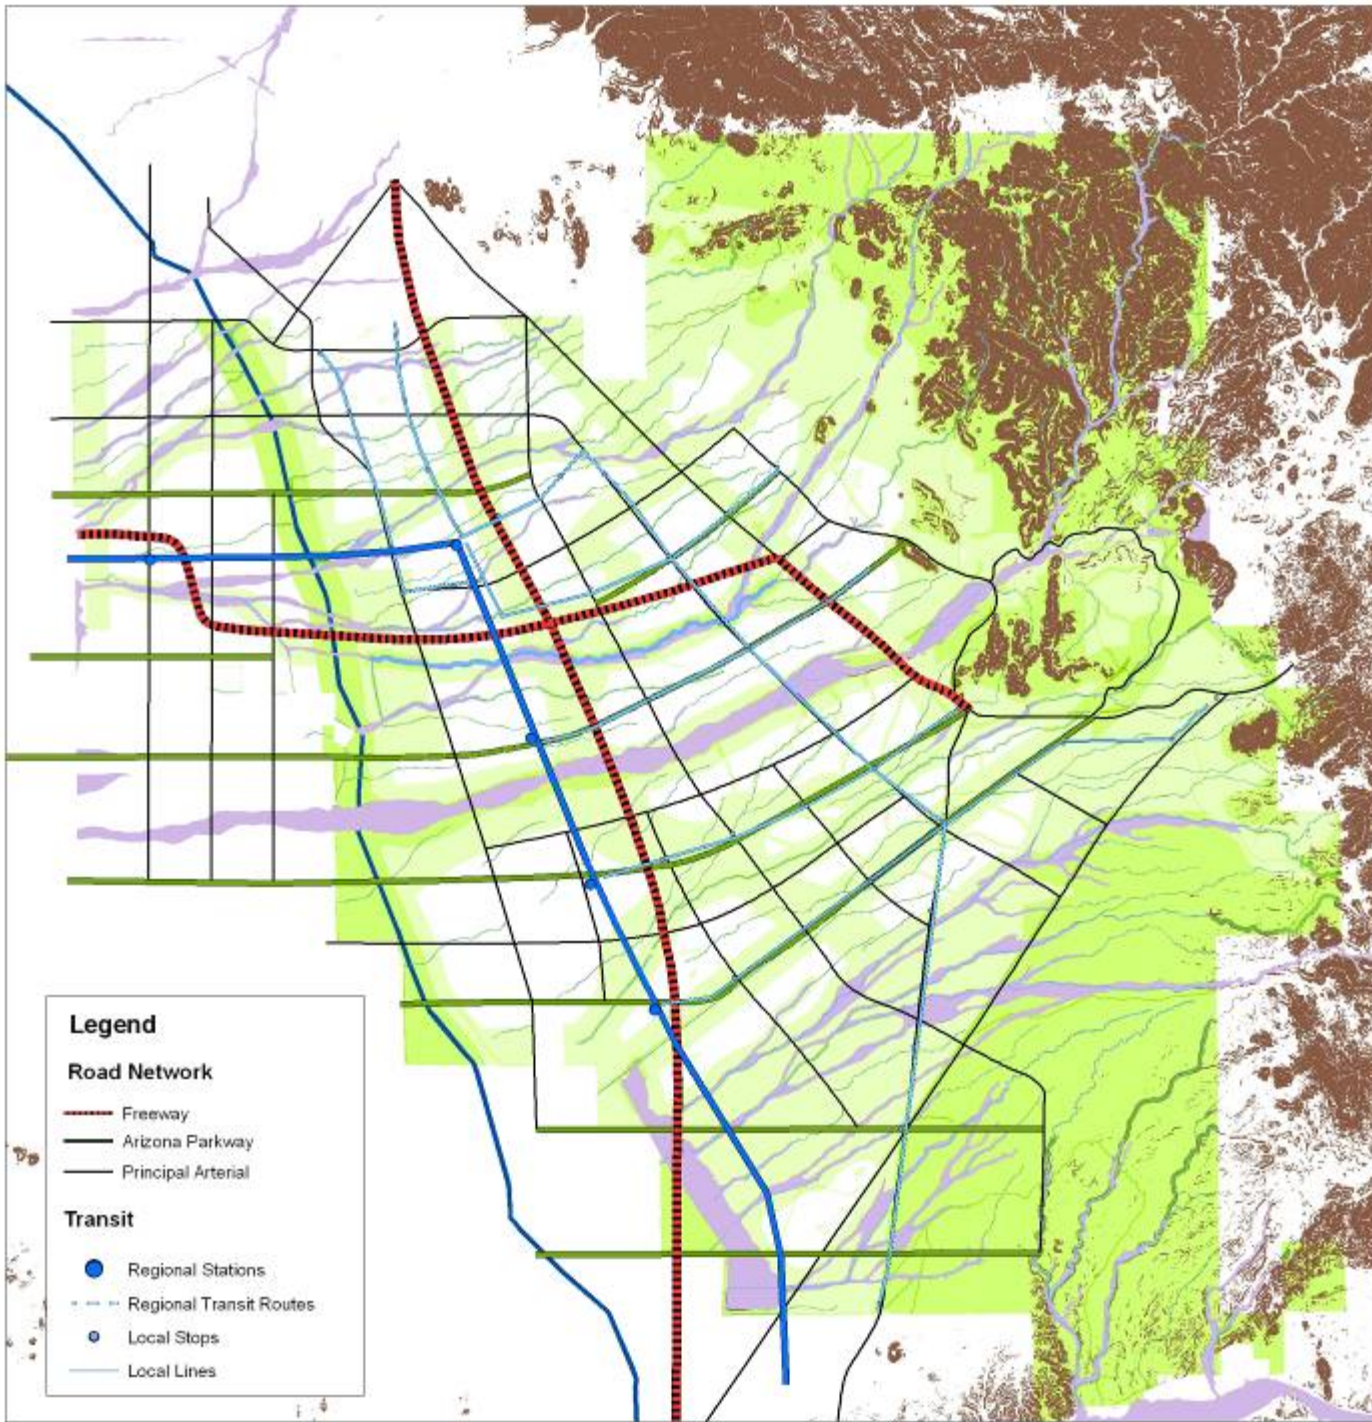 Legend
Road Network
Freeway
Arizona Parkway
Principal Arterial
Transit
Regional Stations
Regional Transit Routes
Local Stops
Local Lines